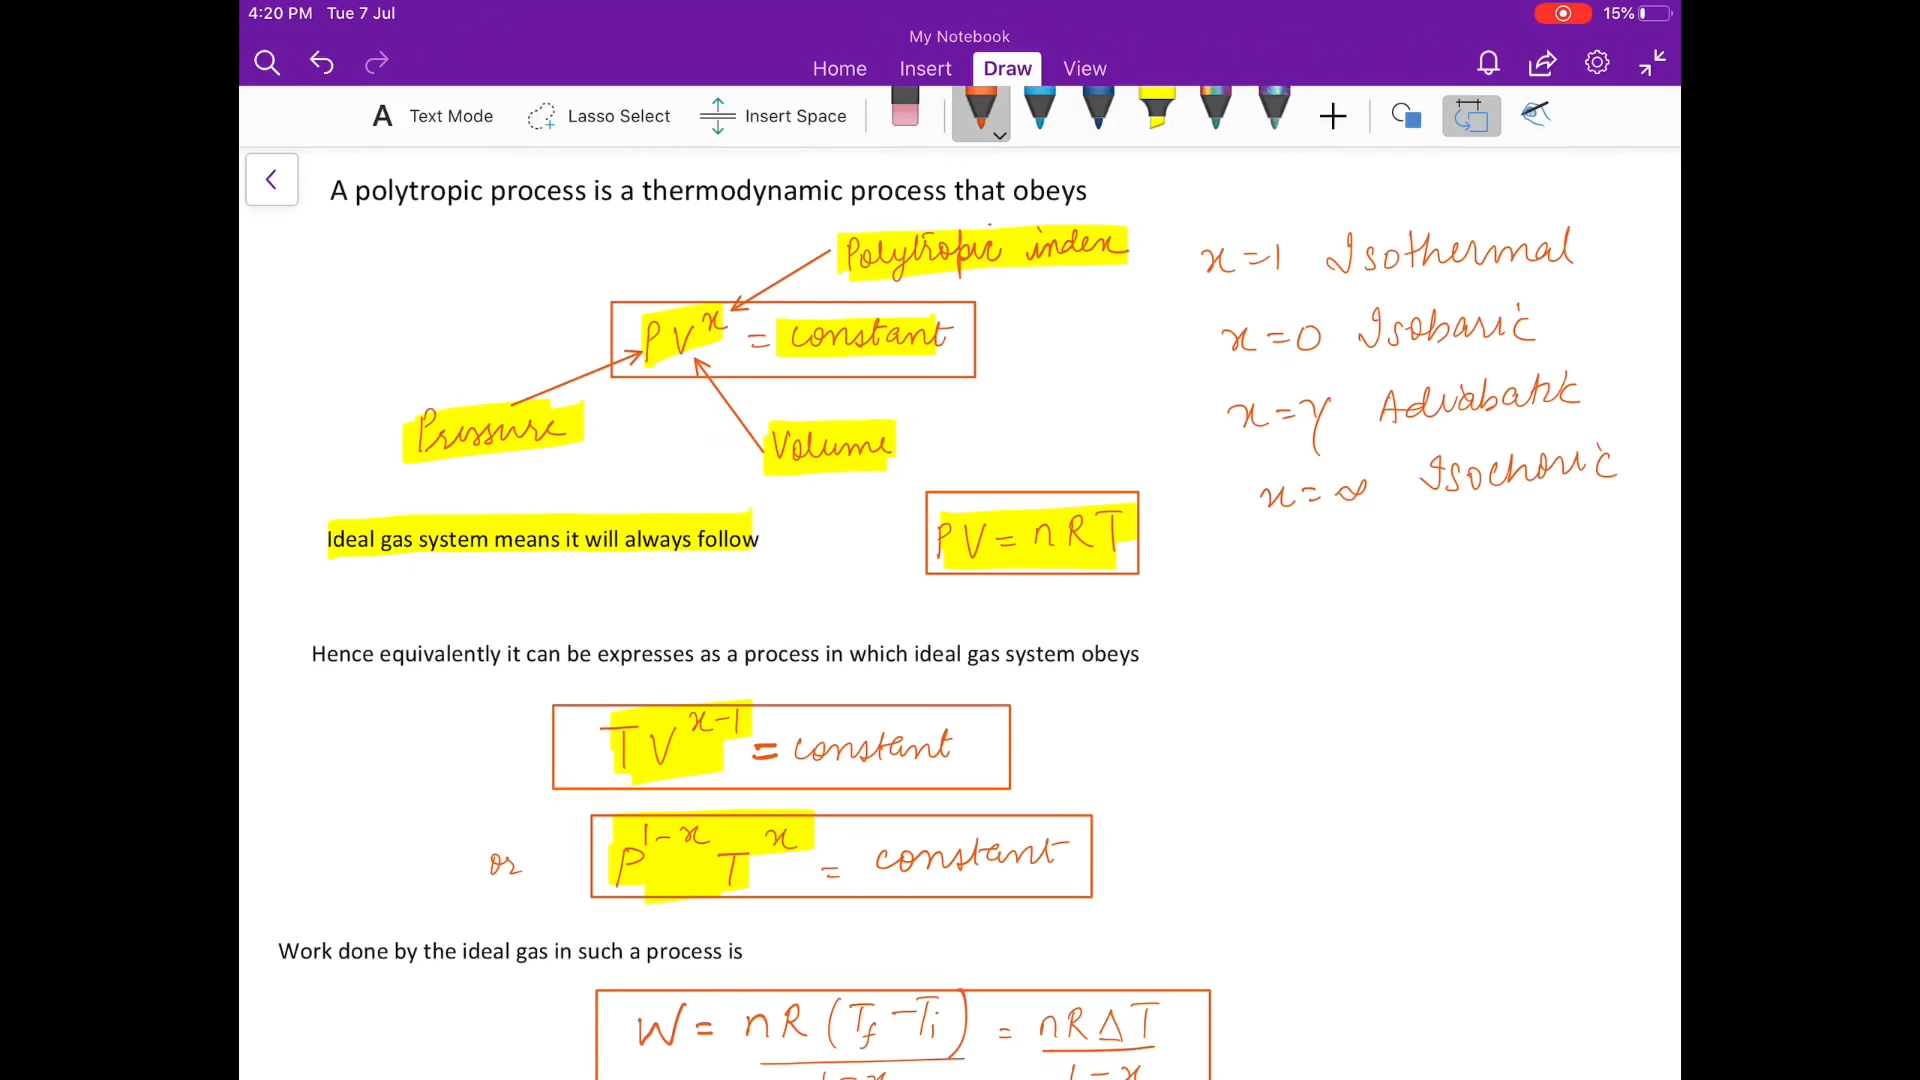 4:20 PM Tue 7 Jul
15%
My Notebook
Home Insert Draw View
A Text Mode Lasso Select Insert Space
A polytropic process is a thermodynamic process that obeys
Polytropic index
x=1 Isothermal
PV^x = constant
x=0 Isobaric
Pressure
Volume
x=γ Adiabatic
x=∞ Isochoric
Ideal gas system means it will always follow
PV=nRT
Hence equivalently it can be expresses as a process in which ideal gas system obeys
TV^x-1 = constant
or P^1-x T^x = constant
Work done by the ideal gas in such a process is
W = nR(Tf-Ti) = nRΔT
1-x 1-x